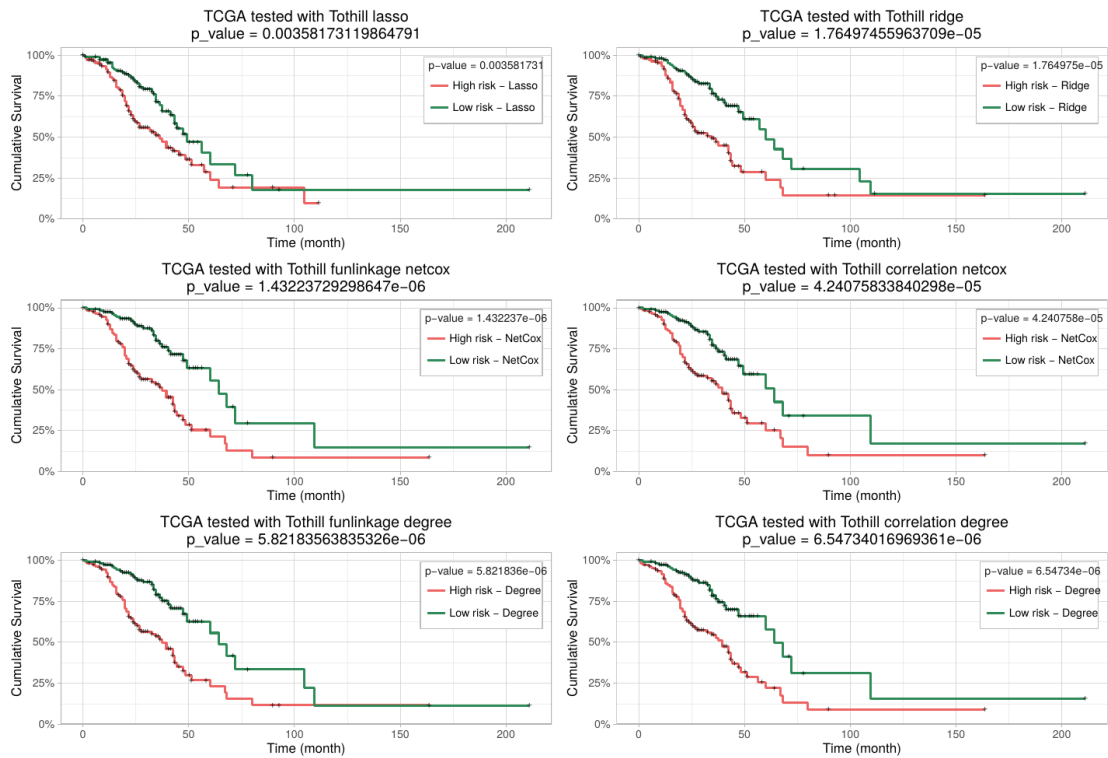 TCGA tested with Tothill lasso
p_value = 0.00358173119864791
Cumulative Survival
100%
75%
50%
25%
0%
p−value = 0.003581731
High risk − Lasso
Low risk − Lasso
0
50
100
150
200
Time (month)
TCGA tested with Tothill ridge
p_value = 1.76497455963709e−05
Cumulative Survival
100%
75%
50%
25%
0%
p−value = 1.764975e−05
High risk − Ridge
Low risk − Ridge
0
50
100
150
200
Time (month)
TCGA tested with Tothill funlinkage netcox
p_value = 1.43223729298647e−06
Cumulative Survival
100%
75%
50%
25%
0%
p−value = 1.432237e−06
High risk − NetCox
Low risk − NetCox
0
50
100
150
200
Time (month)
TCGA tested with Tothill correlation netcox
p_value = 4.24075833840298e−05
Cumulative Survival
100%
75%
50%
25%
0%
p−value = 4.240758e−05
High risk − NetCox
Low risk − NetCox
0
50
100
150
200
Time (month)
TCGA tested with Tothill funlinkage degree
p_value = 5.82183563835326e−06
Cumulative Survival
100%
75%
50%
25%
0%
p−value = 5.821836e−06
High risk − Degree
Low risk − Degree
0
50
100
150
200
Time (month)
TCGA tested with Tothill correlation degree
p_value = 6.54734016969361e−06
Cumulative Survival
100%
75%
50%
25%
0%
p−value = 6.54734e−06
High risk − Degree
Low risk − Degree
0
50
100
150
200
Time (month)